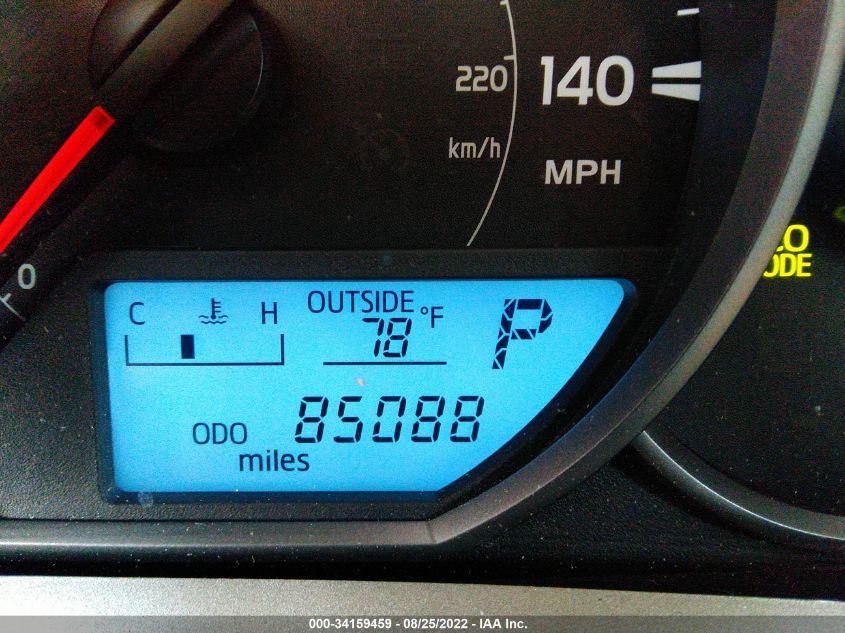 220
140
km/h
MPH
0
C H
OUTSIDE
78 °F
P
ODO 85088
miles
000-34159459 - 08/25/2022 - IAA Inc.